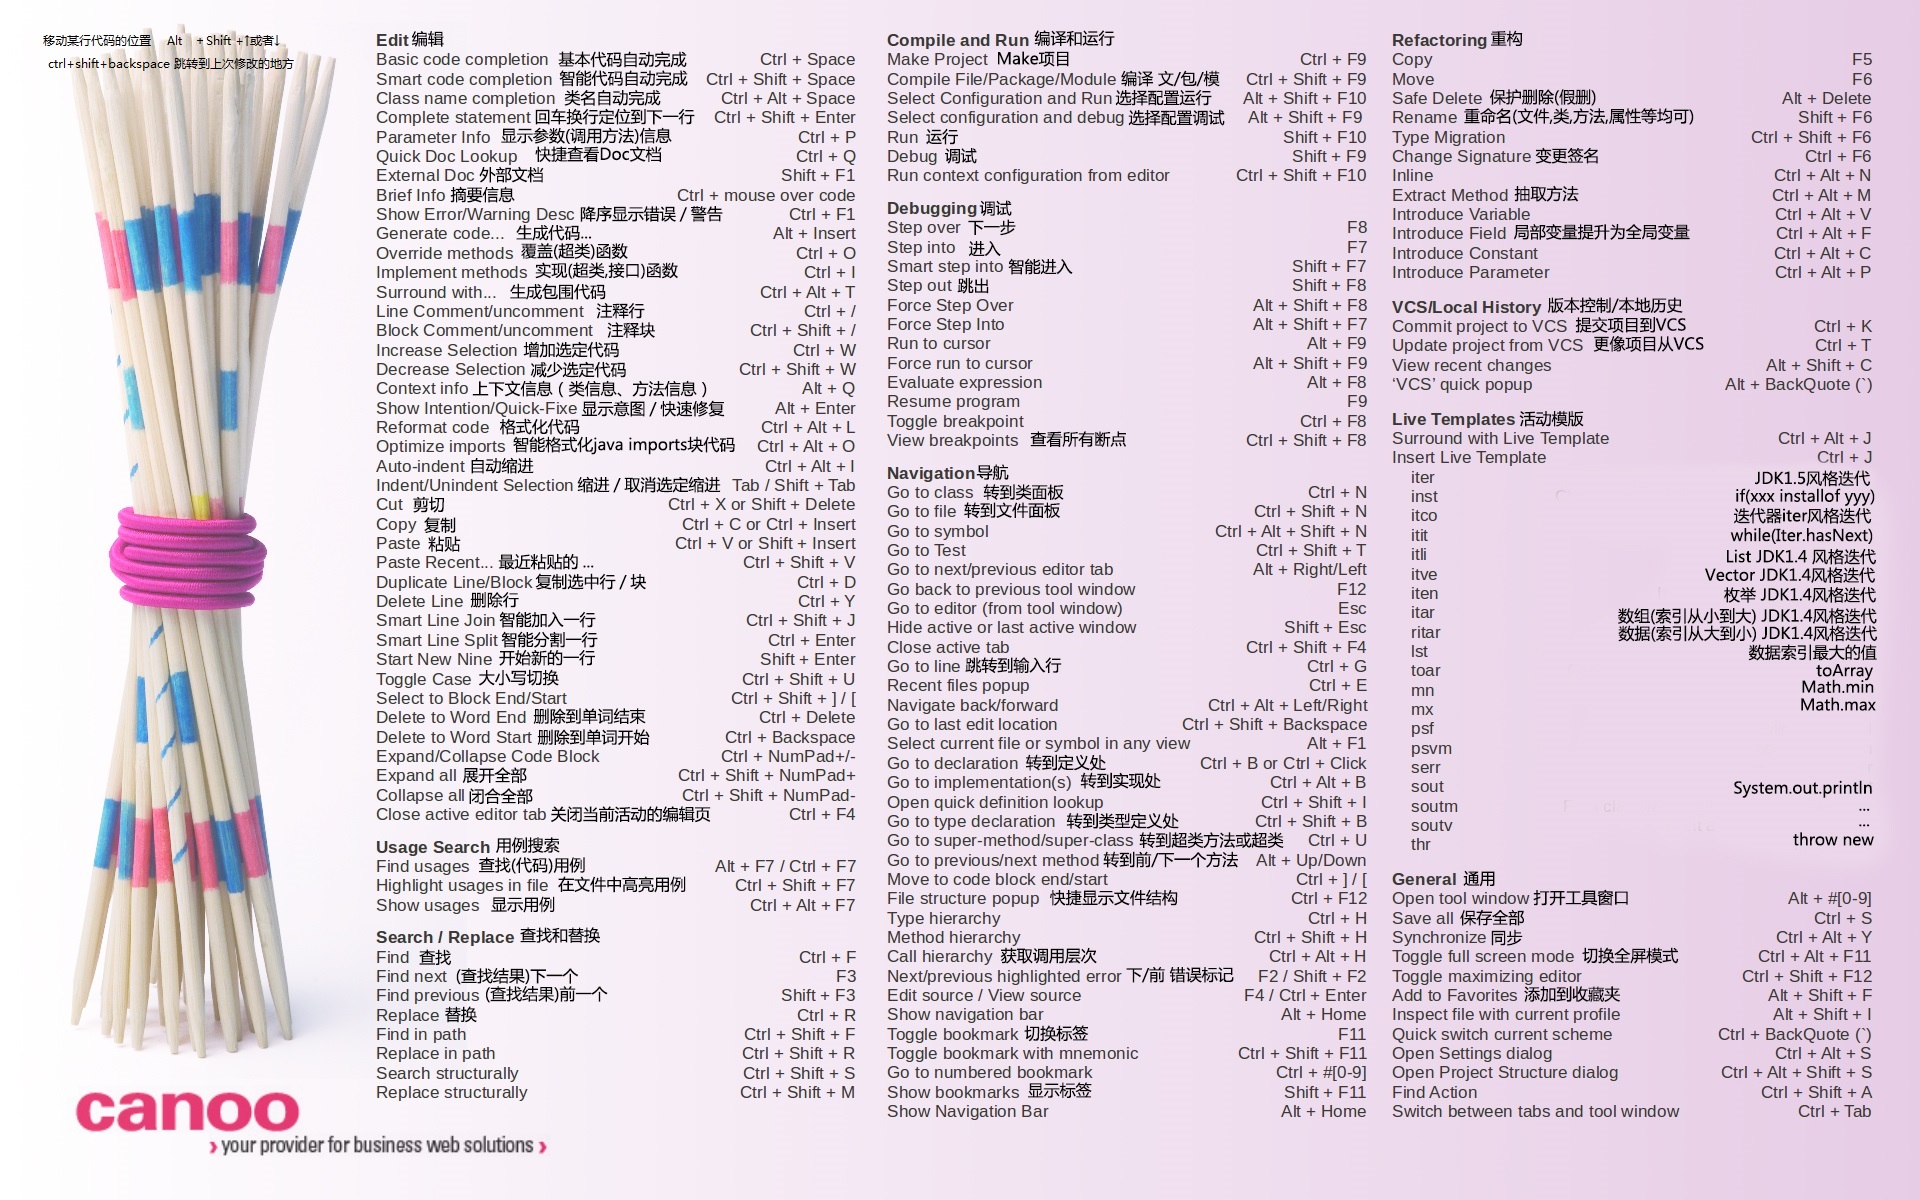 移动某行代码的位置 Alt + Shift +↑或者↓
ctrl+shift+backspace 跳转到上次修改的地方
Edit 编辑
Basic code completion 基本代码自动完成 Ctrl + Space
Smart code completion 智能代码自动完成 Ctrl + Shift + Space
Class name completion 类名自动完成 Ctrl + Alt + Space
Complete statement 回车换行定位到下一行 Ctrl + Shift + Enter
Parameter Info 显示参数(调用方法)信息 Ctrl + P
Quick Doc Lookup 快捷查看Doc文档 Ctrl + Q
External Doc 外部文档 Shift + F1
Brief Info 摘要信息 Ctrl + mouse over code
Show Error/Warning Desc 降序显示错误 / 警告 Ctrl + F1
Generate code... 生成代码... Alt + Insert
Override methods 覆盖(超类)函数 Ctrl + O
Implement methods 实现(超类,接口)函数 Ctrl + I
Surround with... 生成包围代码 Ctrl + Alt + T
Line Comment/uncomment 注释行 Ctrl + /
Block Comment/uncomment 注释块 Ctrl + Shift + /
Increase Selection 增加选定代码 Ctrl + W
Decrease Selection 减少选定代码 Ctrl + Shift + W
Context info 上下文信息 ( 类信息、方法信息 ) Alt + Q
Show Intention/Quick-Fixe 显示意图 / 快速修复 Alt + Enter
Reformat code 格式化代码 Ctrl + Alt + L
Optimize imports 智能格式化java imports块代码 Ctrl + Alt + O
Auto-indent 自动缩进 Ctrl + Alt + I
Indent/Unindent Selection 缩进 / 取消选定缩进 Tab / Shift + Tab
Cut 剪切 Ctrl + X or Shift + Delete
Copy 复制 Ctrl + C or Ctrl + Insert
Paste 粘贴 Ctrl + V or Shift + Insert
Paste Recent... 最近粘贴的 ... Ctrl + Shift + V
Duplicate Line/Block 复制选中行 / 块 Ctrl + D
Delete Line 删除行 Ctrl + Y
Smart Line Join 智能加入一行 Ctrl + Shift + J
Smart Line Split 智能分割一行 Ctrl + Enter
Start New Nine 开始新的一行 Shift + Enter
Toggle Case 大小写切换 Ctrl + Shift + U
Select to Block End/Start Ctrl + Shift + ] / [
Delete to Word End 删除到单词结束 Ctrl + Delete
Delete to Word Start 删除到单词开始 Ctrl + Backspace
Expand/Collapse Code Block Ctrl + NumPad+/-
Expand all 展开全部 Ctrl + Shift + NumPad+
Collapse all 闭合全部 Ctrl + Shift + NumPad-
Close active editor tab 关闭当前活动的编辑页 Ctrl + F4
Usage Search 用例搜索
Find usages 查找(代码)用例 Alt + F7 / Ctrl + F7
Highlight usages in file 在文件中高亮用例 Ctrl + Shift + F7
Show usages 显示用例 Ctrl + Alt + F7
Search / Replace 查找和替换
Find 查找 Ctrl + F
Find next (查找结果)下一个 F3
Find previous (查找结果)前一个 Shift + F3
Replace 替换 Ctrl + R
Find in path Ctrl + Shift + F
Replace in path Ctrl + Shift + R
Search structurally Ctrl + Shift + S
Replace structurally Ctrl + Shift + M
Compile and Run 编译和运行
Make Project Make项目 Ctrl + F9
Compile File/Package/Module 编译 文/包/模 Ctrl + Shift + F9
Select Configuration and Run 选择配置运行 Alt + Shift + F10
Select configuration and debug 选择配置调试 Alt + Shift + F9
Run 运行 Shift + F10
Debug 调试 Shift + F9
Run context configuration from editor Ctrl + Shift + F10
Debugging 调试
Step over 下一步 F8
Step into 进入 F7
Smart step into 智能进入 Shift + F7
Step out 跳出 Shift + F8
Force Step Over Alt + Shift + F8
Force Step Into Alt + Shift + F7
Run to cursor Alt + F9
Force run to cursor Alt + Shift + F9
Evaluate expression Alt + F8
Resume program F9
Toggle breakpoint Ctrl + F8
View breakpoints 查看所有断点 Ctrl + Shift + F8
Navigation 导航
Go to class 转到类面板 Ctrl + N
Go to file 转到文件面板 Ctrl + Shift + N
Go to symbol Ctrl + Alt + Shift + N
Go to Test Ctrl + Shift + T
Go to next/previous editor tab Alt + Right/Left
Go back to previous tool window F12
Go to editor (from tool window) Esc
Hide active or last active window Shift + Esc
Close active tab Ctrl + Shift + F4
Go to line 跳转到输入行 Ctrl + G
Recent files popup Ctrl + E
Navigate back/forward Ctrl + Alt + Left/Right
Go to last edit location Ctrl + Shift + Backspace
Select current file or symbol in any view Alt + F1
Go to declaration 转到定义处 Ctrl + B or Ctrl + Click
Go to implementation(s) 转到实现处 Ctrl + Alt + B
Open quick definition lookup Ctrl + Shift + I
Go to type declaration 转到类型定义处 Ctrl + Shift + B
Go to super-method/super-class 转到超类方法或超类 Ctrl + U
Go to previous/next method 转到前/下一个方法 Alt + Up/Down
Move to code block end/start Ctrl + ] / [
File structure popup 快捷显示文件结构 Ctrl + F12
Type hierarchy Ctrl + H
Method hierarchy Ctrl + Shift + H
Call hierarchy 获取调用层次 Ctrl + Alt + H
Next/previous highlighted error 下/前 错误标记 F2 / Shift + F2
Edit source / View source F4 / Ctrl + Enter
Show navigation bar Alt + Home
Toggle bookmark 切换标签 F11
Toggle bookmark with mnemonic Ctrl + Shift + F11
Go to numbered bookmark Ctrl + #[0-9]
Show bookmarks 显示标签 Shift + F11
Show Navigation Bar Alt + Home
Refactoring 重构
Copy F5
Move F6
Safe Delete 保护删除(假删) Alt + Delete
Rename 重命名(文件,类,方法,属性等均可) Shift + F6
Type Migration Ctrl + Shift + F6
Change Signature 变更签名 Ctrl + F6
Inline Ctrl + Alt + N
Extract Method 抽取方法 Ctrl + Alt + M
Introduce Variable Ctrl + Alt + V
Introduce Field 局部变量提升为全局变量 Ctrl + Alt + F
Introduce Constant Ctrl + Alt + C
Introduce Parameter Ctrl + Alt + P
VCS/Local History 版本控制/本地历史
Commit project to VCS 提交项目到VCS Ctrl + K
Update project from VCS 更像项目从VCS Ctrl + T
View recent changes Alt + Shift + C
‘VCS’ quick popup Alt + BackQuote (`)
Live Templates 活动模版
Surround with Live Template Ctrl + Alt + J
Insert Live Template Ctrl + J
iter JDK1.5风格迭代
inst if(xxx installof yyy)
itco 迭代器iter风格迭代
itit while(Iter.hasNext)
itli List JDK1.4 风格迭代
itve Vector JDK1.4风格迭代
iten 枚举 JDK1.4风格迭代
itar 数组(索引从小到大) JDK1.4风格迭代
ritar 数据(索引从大到小) JDK1.4风格迭代
lst 数据索引最大的值
toar toArray
mn Math.min
mx Math.max
psf
psvm
serr
sout System.out.println
soutm ...
soutv ...
thr throw new
General 通用
Open tool window 打开工具窗口 Alt + #[0-9]
Save all 保存全部 Ctrl + S
Synchronize 同步 Ctrl + Alt + Y
Toggle full screen mode 切换全屏模式 Ctrl + Alt + F11
Toggle maximizing editor Ctrl + Shift + F12
Add to Favorites 添加到收藏夹 Alt + Shift + F
Inspect file with current profile Alt + Shift + I
Quick switch current scheme Ctrl + BackQuote (`)
Open Settings dialog Ctrl + Alt + S
Open Project Structure dialog Ctrl + Alt + Shift + S
Find Action Ctrl + Shift + A
Switch between tabs and tool window Ctrl + Tab
canoo
› your provider for business web solutions ›